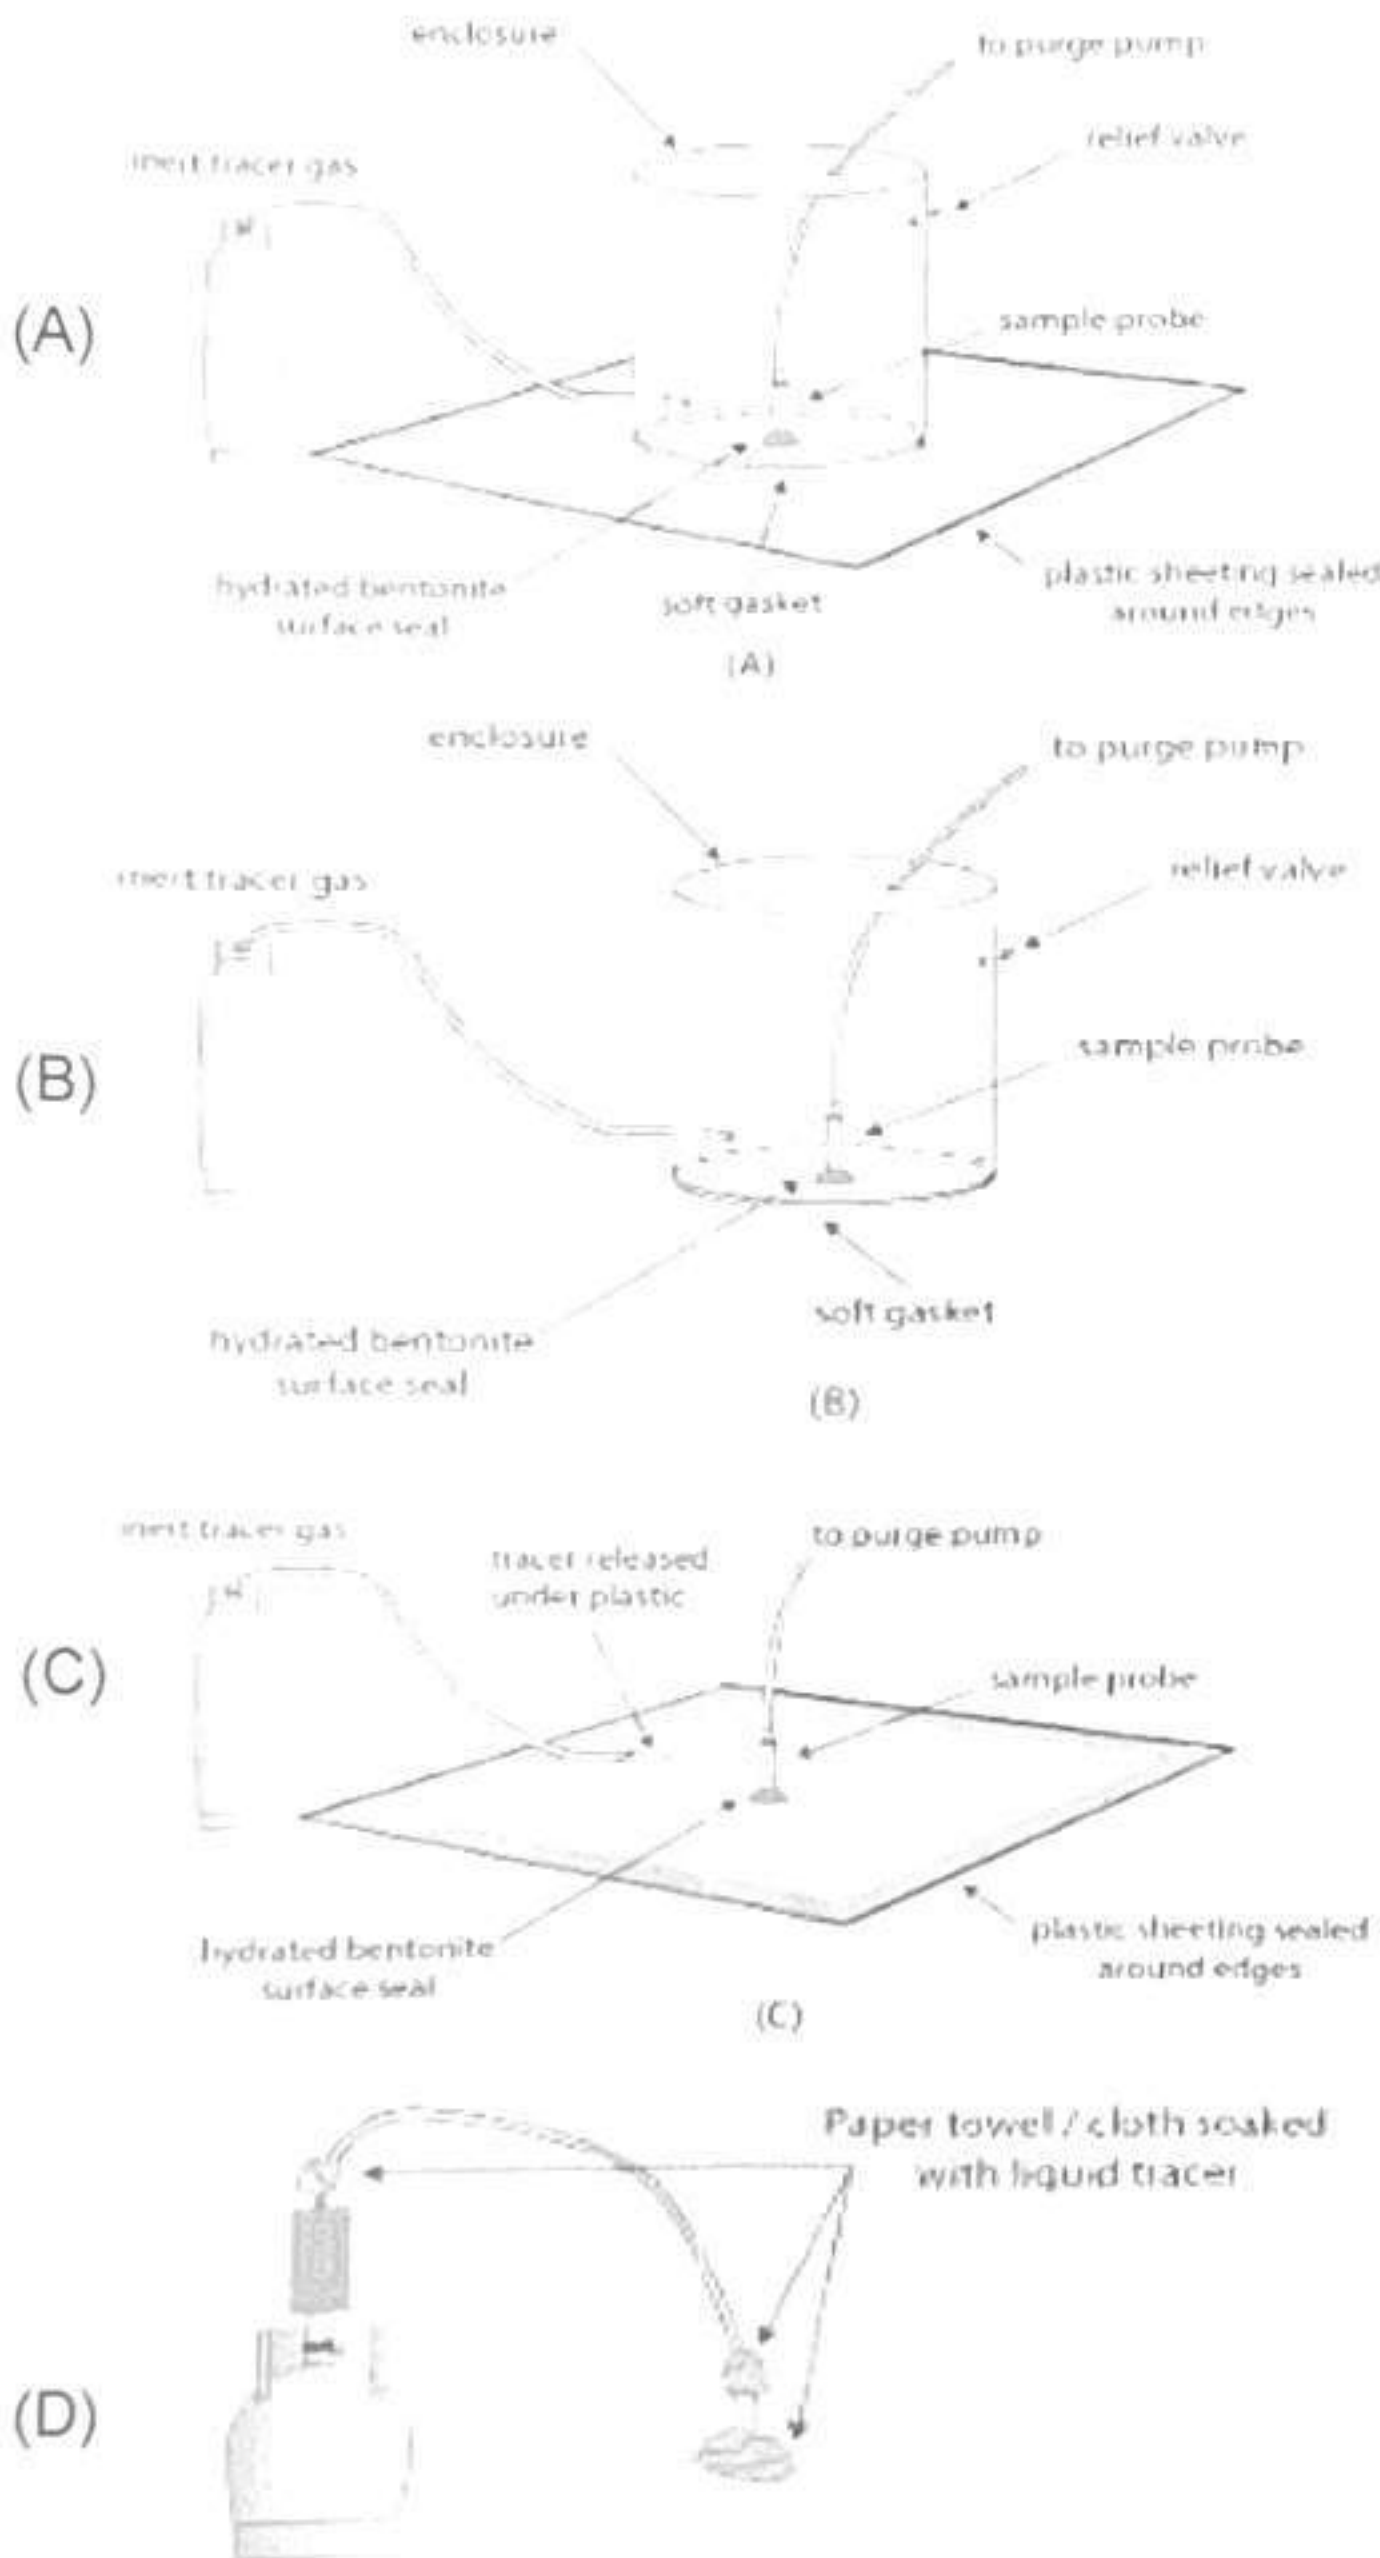 enclosure
to purge pump
relief valve
inert tracer gas
(A)
sample probe
hydrated bentonite
surface seal
soft gasket
plastic sheeting sealed
around edges
(A)
enclosure
to purge pump
relief valve
inert tracer gas
(B)
sample probe
soft gasket
hydrated bentonite
surface seal
(B)
inert tracer gas
tracer released
under plastic
to purge pump
(C)
sample probe
hydrated bentonite
surface seal
plastic sheeting sealed
around edges
(C)
Paper towel / cloth soaked
with liquid tracer
(D)